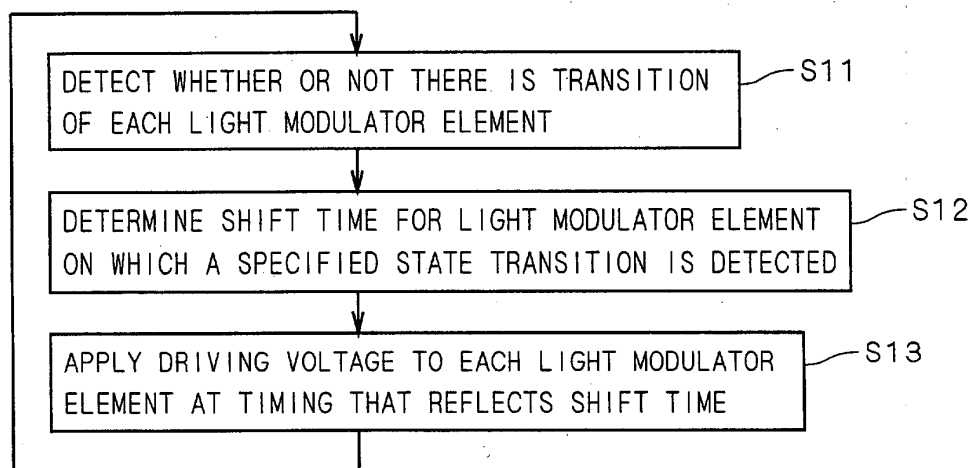 DETECT WHETHER OR NOT THERE IS TRANSITION
OF EACH LIGHT MODULATOR ELEMENT
S11
DETERMINE SHIFT TIME FOR LIGHT MODULATOR ELEMENT
ON WHICH A SPECIFIED STATE TRANSITION IS DETECTED
S12
APPLY DRIVING VOLTAGE TO EACH LIGHT MODULATOR
ELEMENT AT TIMING THAT REFLECTS SHIFT TIME
S13